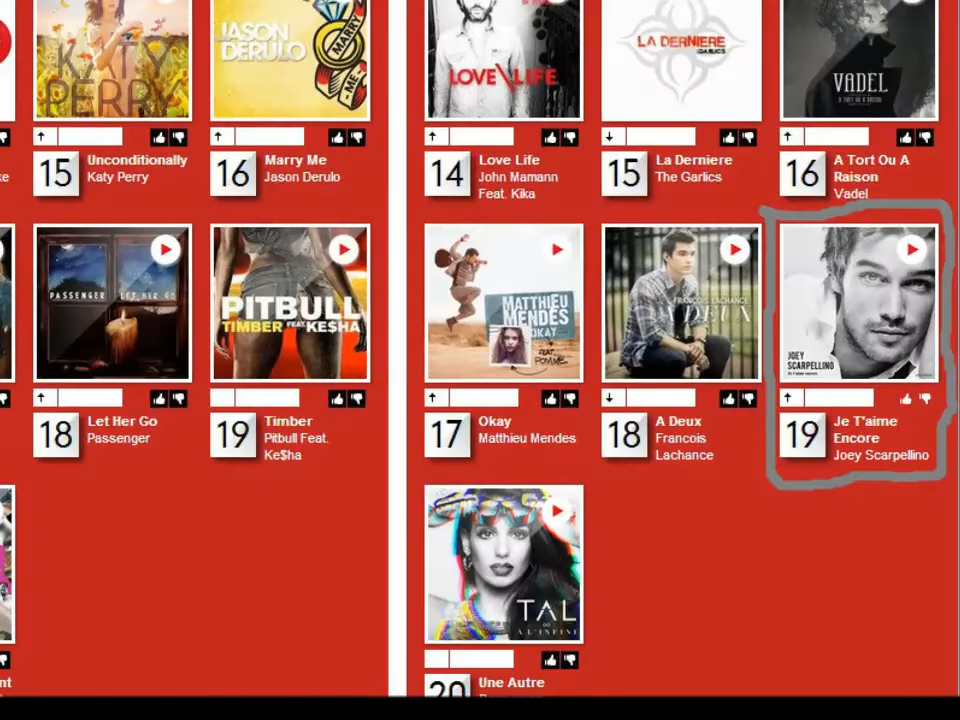 KATY
PERRY
JASON
DERULO
MARRY
ME
LOVE\LIFE
LA DERNIERE
GARLICS
VADEL
A TORT OU A RAISON
15
Unconditionally
Katy Perry
16
Marry Me
Jason Derulo
14
Love Life
John Mamann
Feat. Kika
15
La Derniere
The Garlics
16
A Tort Ou A
Raison
Vadel
PASSENGER LET HER GO
PITBULL
TIMBER FEAT. KE$HA
MATTHIEU
MENDES
OKAY
FEAT.
POMME
FRANÇOIS LACHANCE
À DEUX
JOEY
SCARPELLINO
18
Let Her Go
Passenger
19
Timber
Pitbull Feat.
Ke$ha
17
Okay
Matthieu Mendes
18
A Deux
Francois
Lachance
19
Je T'aime
Encore
Joey Scarpellino
TAL
À L'INFINI
20
Une Autre